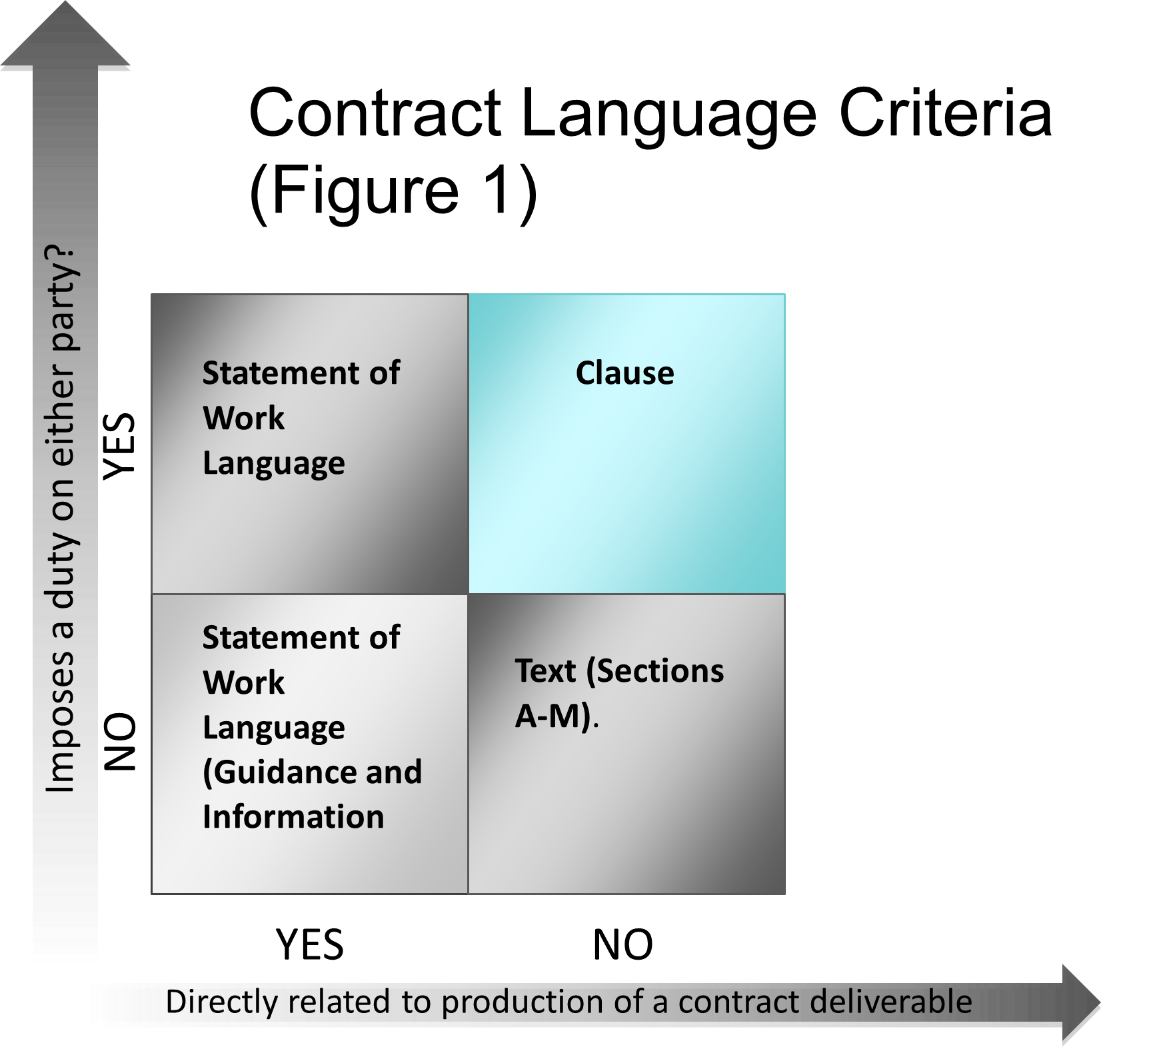 Contract Language Criteria
(Figure 1)
Imposes a duty on either party?
YES
NO
Statement of
Work
Language
Clause
Statement of
Work
Language
(Guidance and
Information
Text (Sections
A-M).
YES
NO
Directly related to production of a contract deliverable